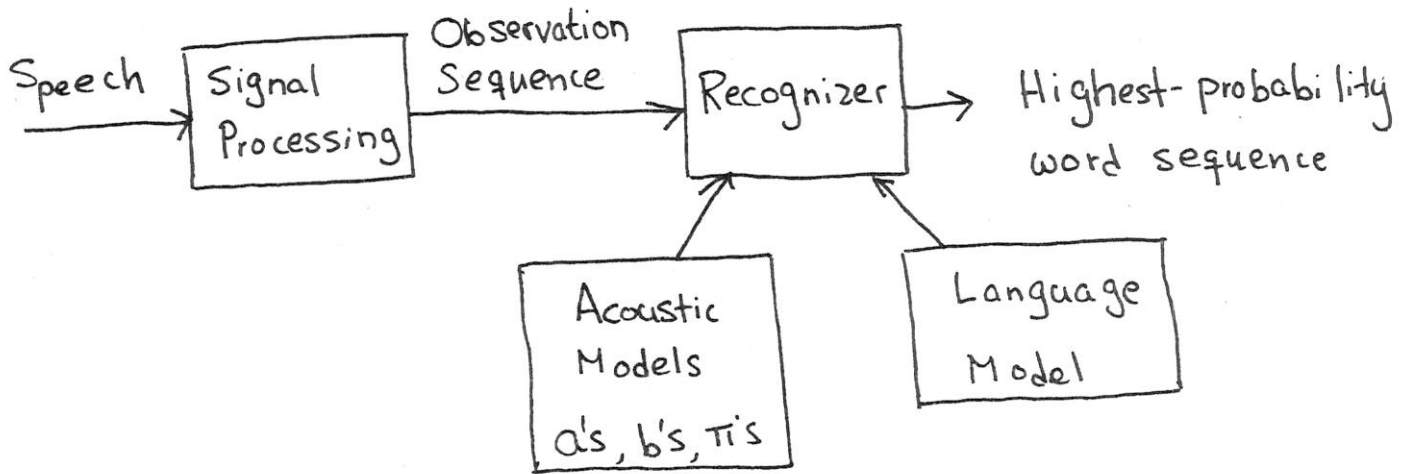 Speech
Signal
Processing
Observation
Sequence
Recognizer
Highest-probability
word sequence
Acoustic
Models
a's, b's, π's
Language
Model